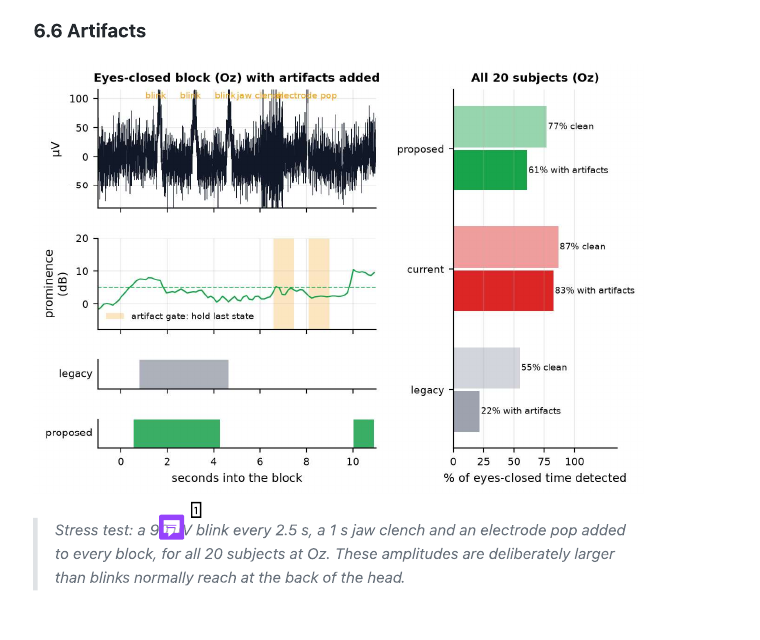 6.6 Artifacts
Eyes-closed block (Oz) with artifacts added
All 20 subjects (Oz)
blink
blink
blink
jaw
electrode pop
100
50
0
50
µV
20
10
0
prominence
(dB)
artifact gate: hold last state
legacy
proposed
0 2 4 6 8 10
seconds into the block
proposed
77% clean
61% with artifacts
current
87% clean
83% with artifacts
legacy
55% clean
22% with artifacts
0 25 50 75 100
% of eyes-closed time detected
1
Stress test: a V blink every 2.5 s, a 1 s jaw clench and an electrode pop added
to every block, for all 20 subjects at Oz. These amplitudes are deliberately larger
than blinks normally reach at the back of the head.